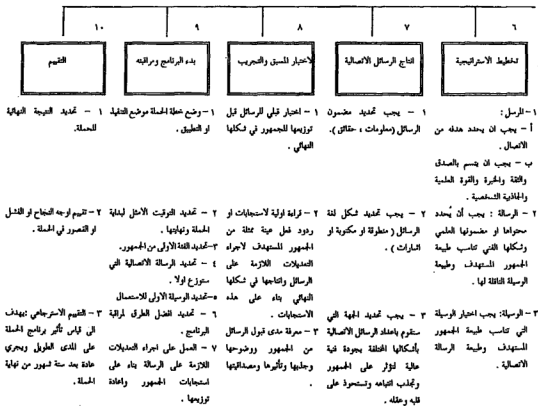 ٦
٧
٨
٩
١٠
تخطيط الاستراتيجية
انتاج الرسائل الاتصالية
الاختبار المسبق والتجريب
بدء البرنامج ومراقبته
التقييم
١ - المرسل :
أ - يجب ان يحدد هدفه من
الاتصال .
ب - يجب ان يتسم بالصدق
والثقة والخبرة والقوة العلمية
والجاذبية الشخصية .
٢ - الرسالة : يجب أن يُحدد
محتواها او مضمونها العلمي
وشكلها الفني تناسب طبيعة
الجمهور المستهدف وطبيعة
الوسيلة الناقلة لها .
٣ - الوسيلة: يجب اختيار الوسيلة
التي تناسب طبيعة الجمهور
المستهدف وطبيعة الرسالة
الاتصالية .
١ - يجب تحديد مضمون
الرسائل (معلومات ، حقائق ).
٢ - يجب تحديد شكل لغة
الرسائل ( منطوقة او مكتوبة او
اشارات ) .
٣ - يجب تحديد الجهة التي
ستقوم باعداد الرسائل الاتصالية
بأشكالها المختلفة بجودة فنية
عالية لتؤثر على الجمهور
وتجذب انتباهه وتستحوذ على
قلبه وعقله .
١ - اختبار قبلي للرسائل قبل
توزيعها للجمهور في شكلها
النهائي .
٢ - قراءة اولية لاستجابات او
ردود فعل عينة ممثلة من
الجمهور المستهدف لاجراء
التعديلات اللازمة على
الرسائل وانتاجها في شكلها
النهائي بناء على هذه
الاستجابات .
٣ - معرفة مدى قبول الرسائل
من الجمهور ووضوحها
وجذبها وتأثيرها ومصداقيتها
.
١ - وضع خطة الحملة موضع التنفيذ
او التطبيق .
٢ - تحديد التوقيت الأمثل لبداية
الحملة ونهايتها .
٣ -تحديد الفئة الاولى من الجمهور.
٤ - تحديد الرسالة الاتصالية التي
ستوزع اولا .
٥ -تحديد الوسيلة الاولى للاستعمال
٦ - تحديد افضل الطرق لمراقبة
البرنامج .
٧ - العمل على اجراء التعديلات
اللازمة على الرسالة بناء على
استجابات الجمهور واعادة
توزيعها .
١ - تحديد النتيجة النهائية
للحملة.
٢ - تقييم اوجه النجاح او الفشل
او القصور في الحملة .
٣ - التقييم الاسترجاعي :يهدف
الى قياس تأثير برنامج الحملة
على المدى الطويل ويجري
عادة بعد ستة شهور من نهاية
الحملة .